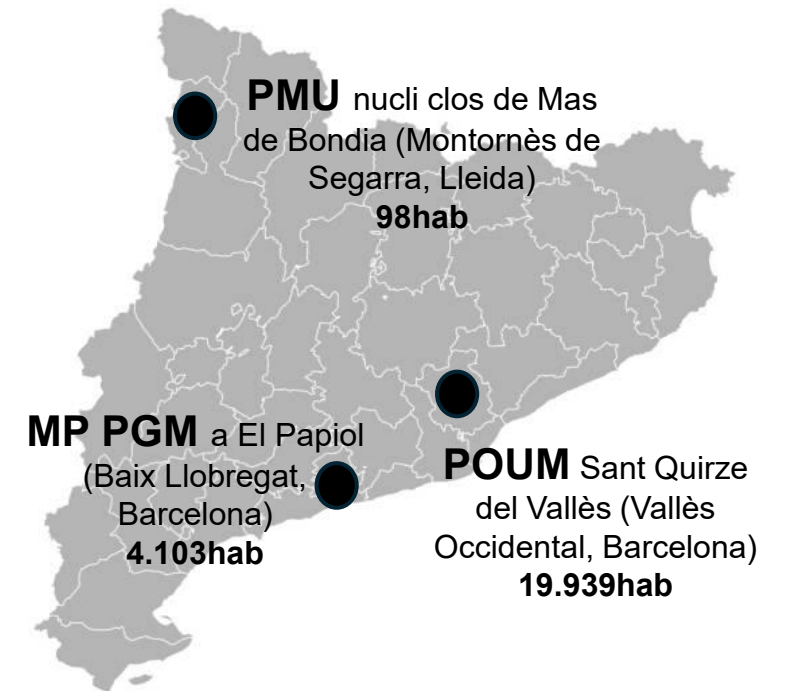 PMU nucli clos de Mas
de Bondia (Montornès de
Segarra, Lleida)
98hab
MP PGM a El Papiol
(Baix Llobregat,
Barcelona)
4.103hab
POUM Sant Quirze
del Vallès (Vallès
Occidental, Barcelona)
19.939hab